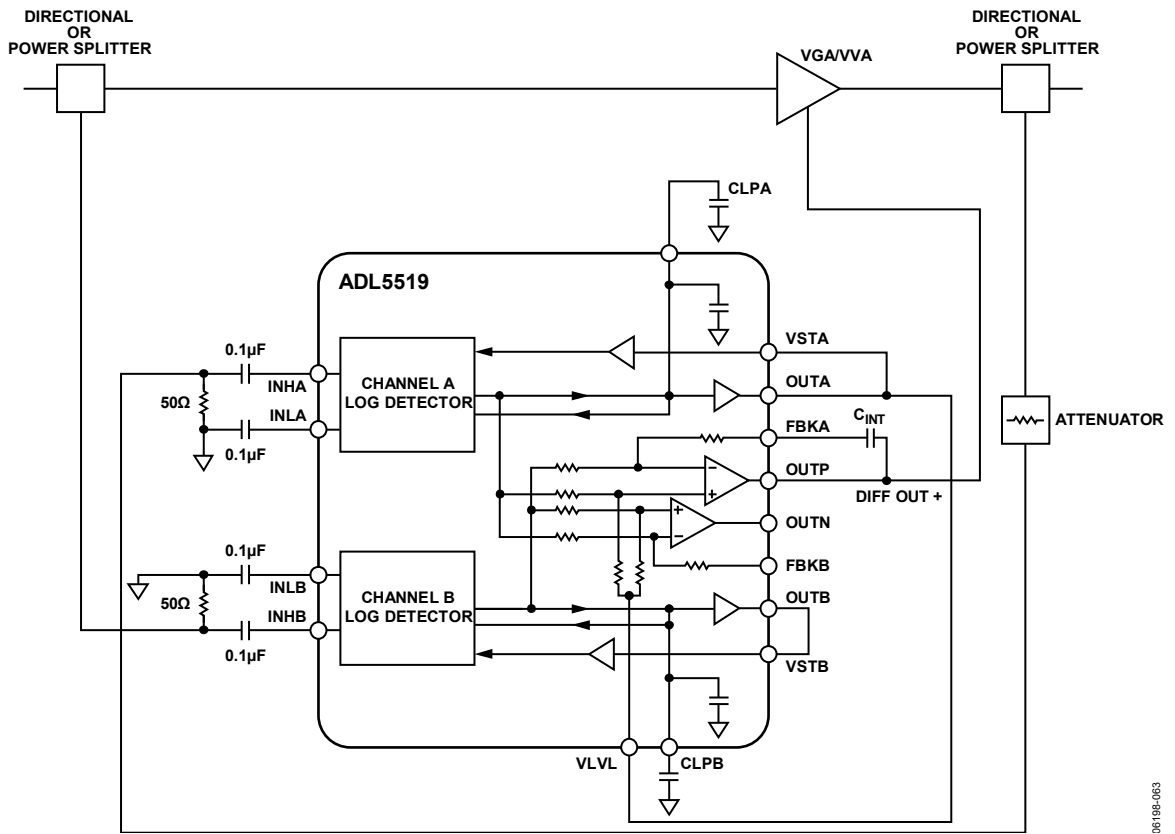 DIRECTIONAL
OR
POWER SPLITTER
DIRECTIONAL
OR
POWER SPLITTER
VGA/VVA
CLPA
ADL5519
VSTA
0.1µF
INHA
CHANNEL A
LOG DETECTOR
OUTA
50Ω
INLA
0.1µF
FBKA
CINT
ATTENUATOR
OUTP
DIFF OUT +
OUTN
FBKB
0.1µF
INLB
CHANNEL B
LOG DETECTOR
50Ω
INHB
0.1µF
OUTB
VSTB
VLVL
CLPB
06198-063